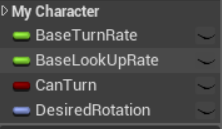 My Character
BaseTurnRate
BaseLookUpRate
CanTurn
DesiredRotation